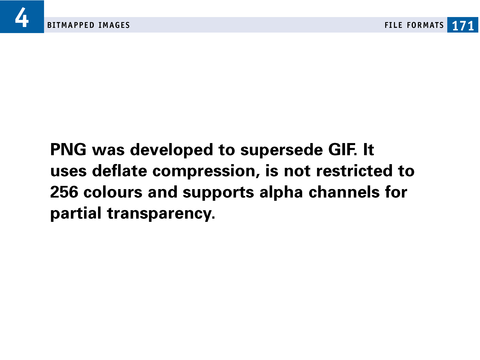 4
BITMAPPED IMAGES
FILE FORMATS 171
PNG was developed to supersede GIF. It
uses deflate compression, is not restricted to
256 colours and supports alpha channels for
partial transparency.